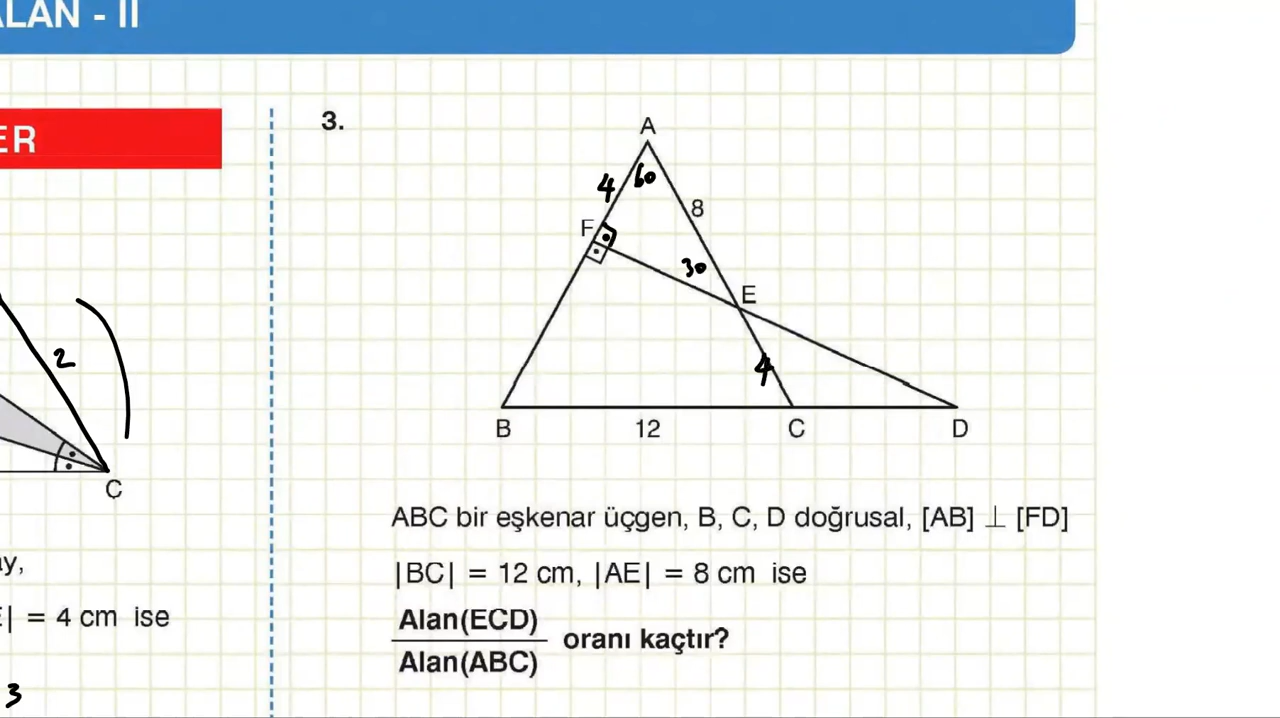 ALAN - II
ER
3.
A
4
60
8
F
30
E
2
4
B
12
C
D
C
ABC bir eşkenar üçgen, B, C, D doğrusal, [AB] ⊥ [FD]
ay,
|BC| = 12 cm, |AE| = 8 cm ise
E| = 4 cm ise
Alan(ECD)
Alan(ABC)
oranı kaçtır?
3